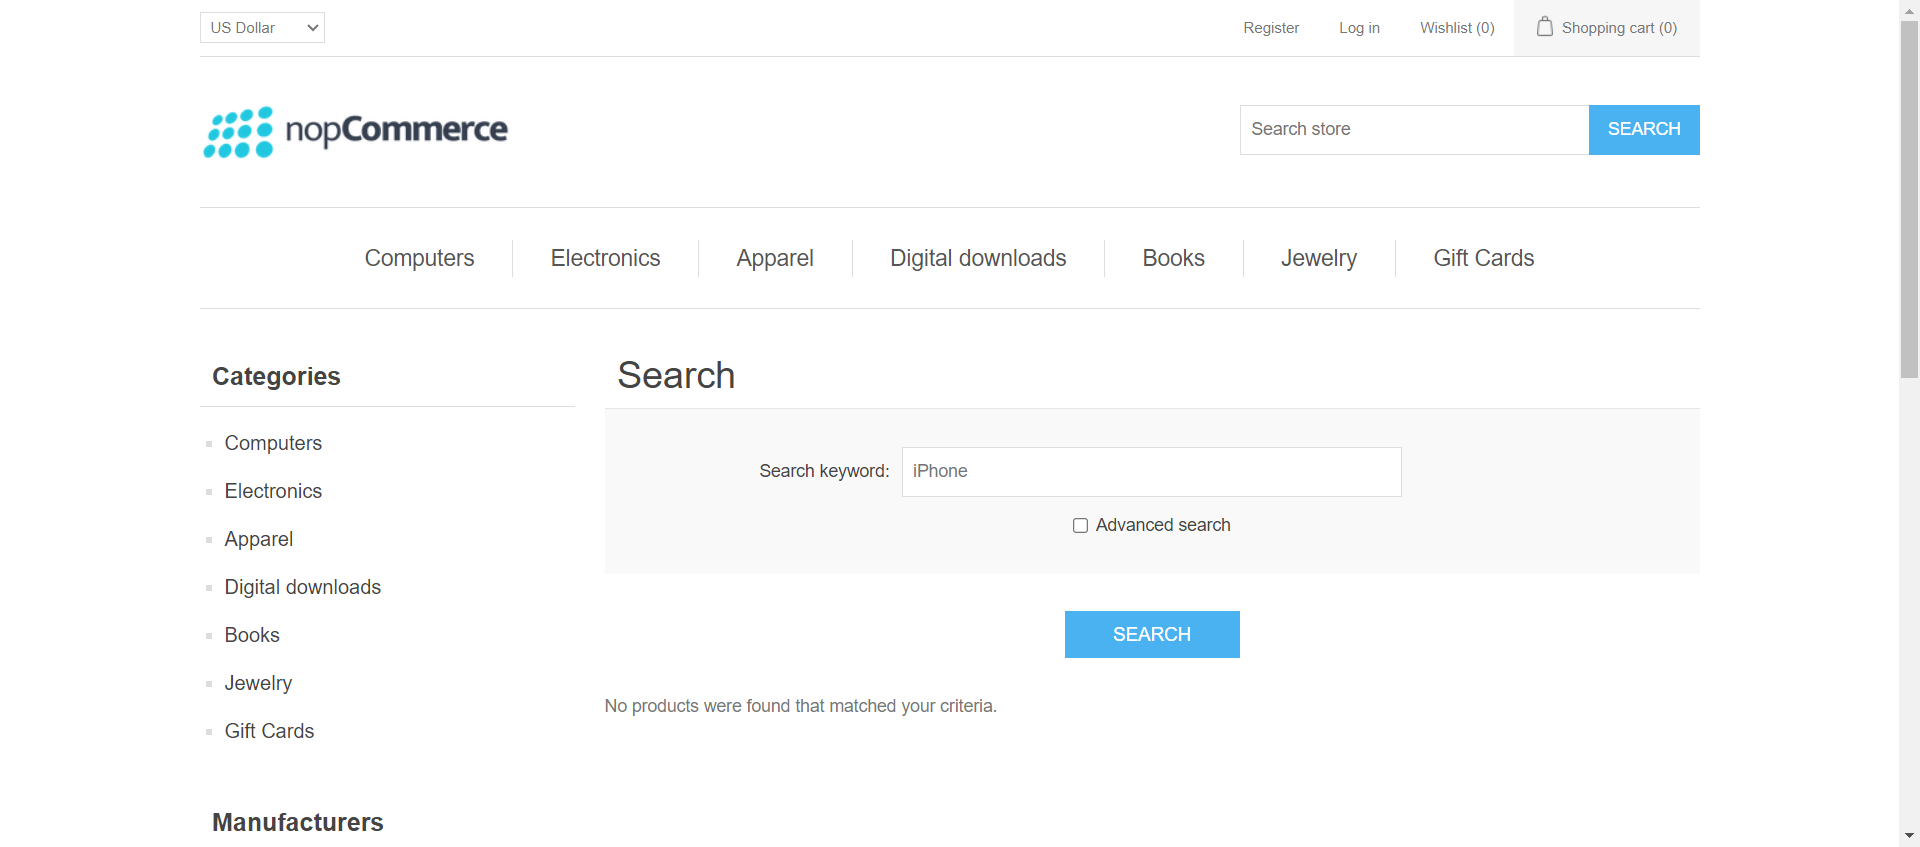 US Dollar
Register
Log in
Wishlist (0)
Shopping cart (0)
nopCommerce
Search store
SEARCH
Computers
Electronics
Apparel
Digital downloads
Books
Jewelry
Gift Cards
Categories
Computers
Electronics
Apparel
Digital downloads
Books
Jewelry
Gift Cards
Manufacturers
Search
Search keyword:
iPhone
Advanced search
SEARCH
No products were found that matched your criteria.